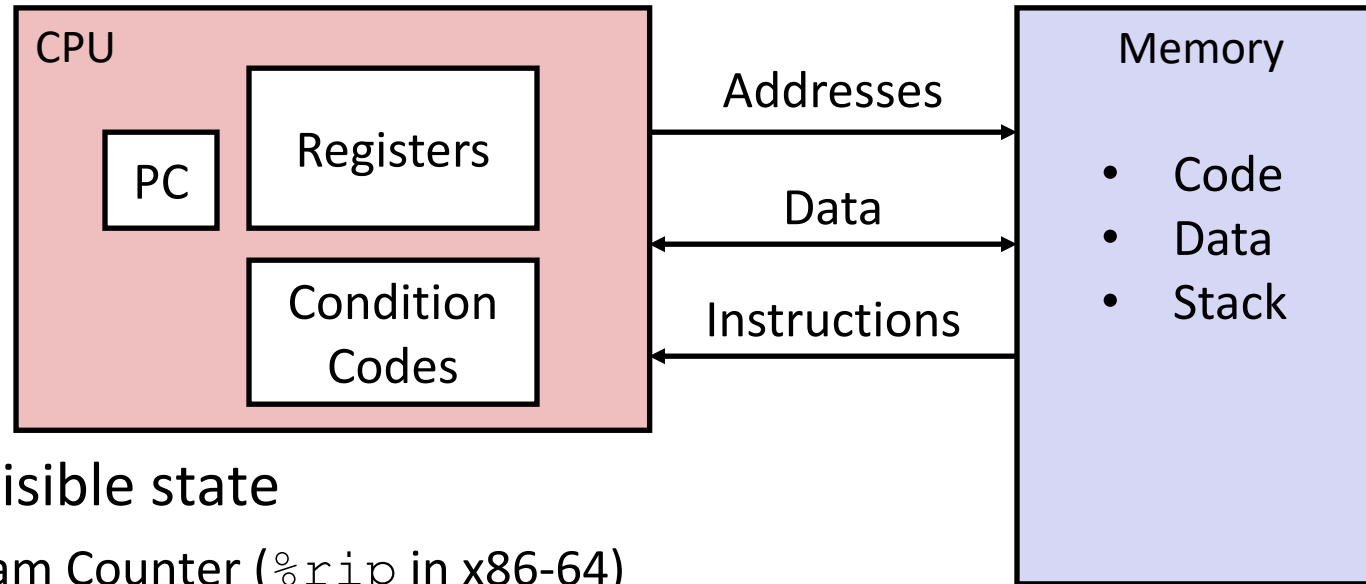 CPU
PC
Registers
Condition
Codes
Addresses
Data
Instructions
Memory
• Code
• Data
• Stack
isible state
am Counter (%rip in x86-64)